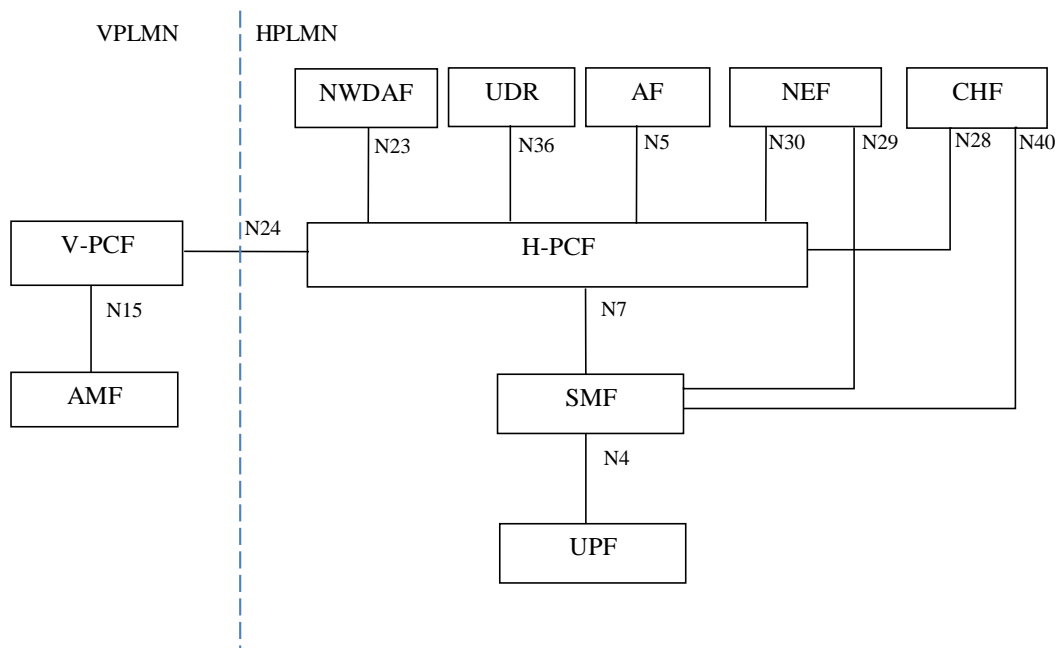 VPLMN
HPLMN
NWDAF
UDR
AF
NEF
CHF
N23
N36
N5
N30
N29
N28
N40
N24
V-PCF
H-PCF
N15
N7
AMF
SMF
N4
UPF